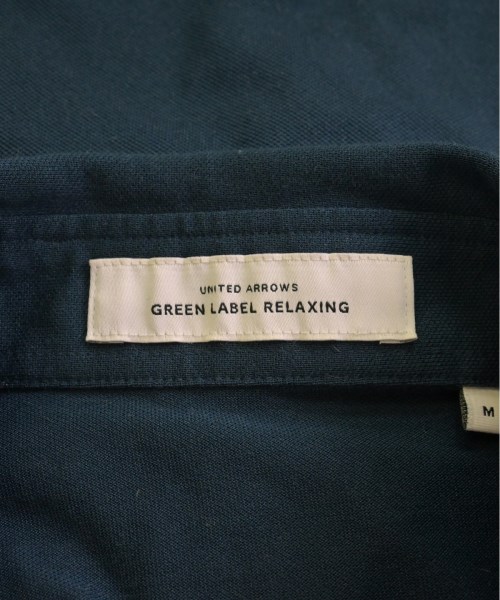 UNITED ARROWS
GREEN LABEL RELAXING
M